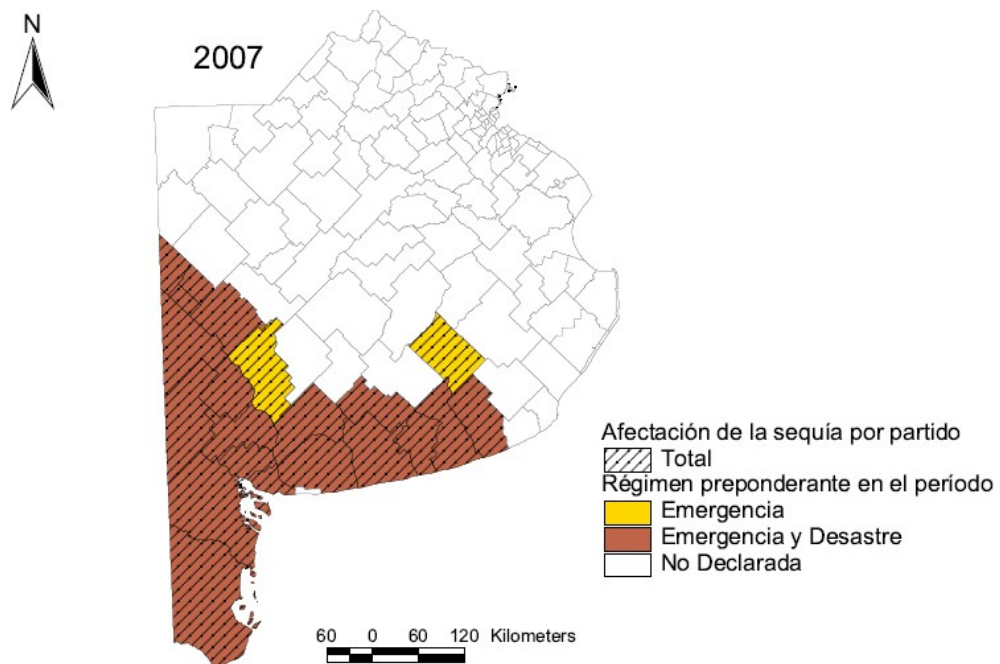 N
2007
Afectación de la sequía por partido
Total
Régimen preponderante en el período
Emergencia
Emergencia y Desastre
No Declarada
60 0 60 120 Kilometers